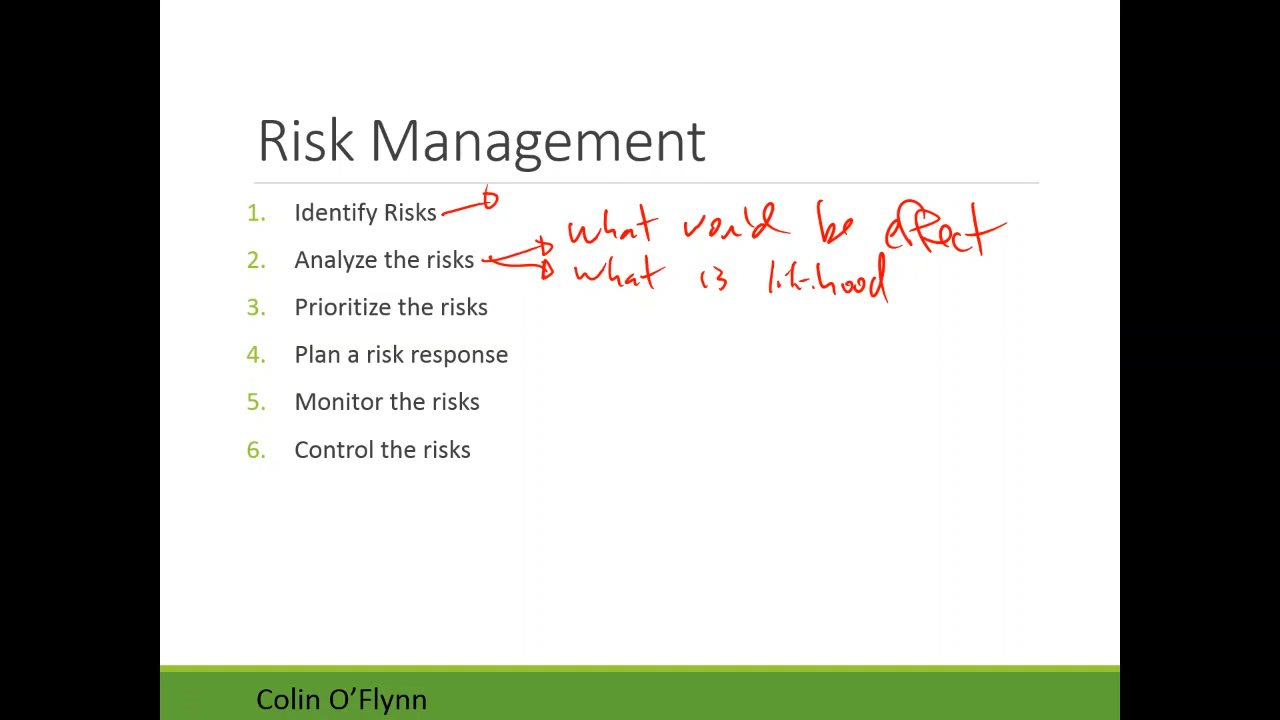 Risk Management
1. Identify Risks
what would be effect
2. Analyze the risks
what is likihood
3. Prioritize the risks
4. Plan a risk response
5. Monitor the risks
6. Control the risks
Colin O’Flynn